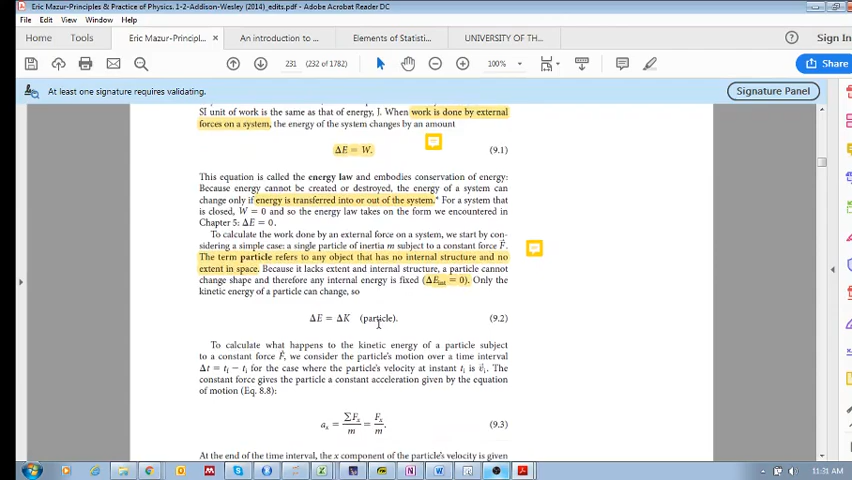 Eric Mazur-Principles & Practice of Physics. 1-2-Addison-Wesley (2014)_edits.pdf - Adobe Acrobat Reader DC
File Edit View Window Help
Home Tools Eric Mazur-Principl... × An introduction to ... Elements of Statisti... UNIVERSITY OF TH... Sign In
231 (232 of 1782) 100% Share
At least one signature requires validating. Signature Panel
SI unit of work is the same as that of energy, J. When work is done by external
forces on a system, the energy of the system changes by an amount
ΔE = W. (9.1)
This equation is called the energy law and embodies conservation of energy:
Because energy cannot be created or destroyed, the energy of a system can
change only if energy is transferred into or out of the system.* For a system that
is closed, W = 0 and so the energy law takes on the form we encountered in
Chapter 5: ΔE = 0.
To calculate the work done by an external force on a system, we start by con-
sidering a simple case: a single particle of inertia m subject to a constant force F⃗.
The term particle refers to any object that has no internal structure and no
extent in space. Because it lacks extent and internal structure, a particle cannot
change shape and therefore any internal energy is fixed (ΔEint = 0). Only the
kinetic energy of a particle can change, so
ΔE = ΔK (particle). (9.2)
To calculate what happens to the kinetic energy of a particle subject
to a constant force F⃗, we consider the particle's motion over a time interval
Δt = tf − ti for the case where the particle's velocity at instant ti is v⃗i. The
constant force gives the particle a constant acceleration given by the equation
of motion (Eq. 8.8):
ax = ΣFx/m = Fx/m. (9.3)
At the end of the time interval, the x component of the particle's velocity is given
11:31 AM